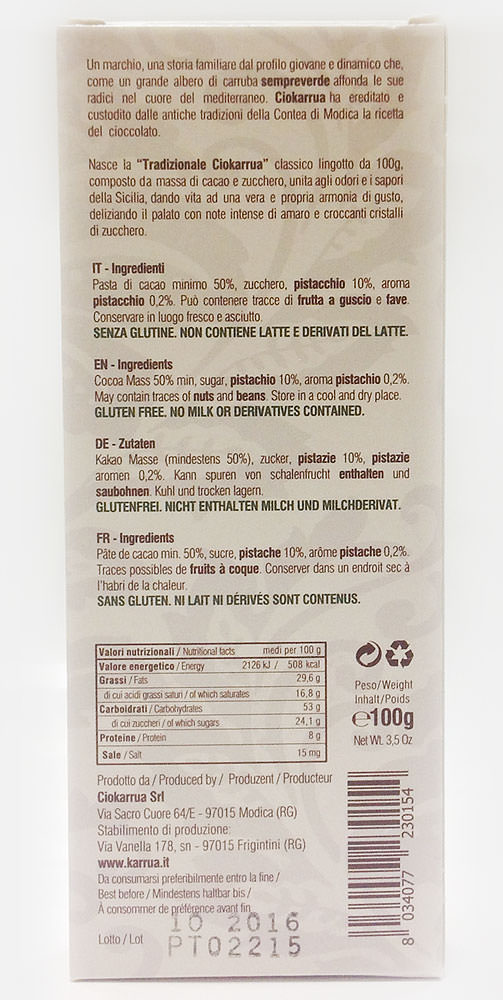 Un marchio, una storia familiare dal profilo giovane e dinamico che,
come un grande albero di carruba sempreverde affonda le sue
radici nel cuore del mediterraneo. Ciokarrua ha ereditato e
custodito dalle antiche tradizioni della Contea di Modica la ricetta
del cioccolato.
Nasce la “Tradizionale Ciokarrua” classico lingotto da 100g,
composto da massa di cacao e zucchero, unita agli odori e i sapori
della Sicilia, dando vita ad una vera e propria armonia di gusto,
deliziando il palato con note intense di amaro e croccanti cristalli
di zucchero.
IT - Ingredienti
Pasta di cacao minimo 50%, zucchero, pistacchio 10%, aroma
pistacchio 0,2%. Può contenere tracce di frutta a guscio e fave.
Conservare in luogo fresco e asciutto.
SENZA GLUTINE. NON CONTIENE LATTE E DERIVATI DEL LATTE.
EN - Ingredients
Cocoa Mass 50% min, sugar, pistachio 10%, aroma pistachio 0,2%.
May contain traces of nuts and beans. Store in a cool and dry place.
GLUTEN FREE. NO MILK OR DERIVATIVES CONTAINED.
DE - Zutaten
Kakao Masse (mindestens 50%), zucker, pistazie 10%, pistazie
aromen 0,2%. Kann spuren von schalenfrucht enthalten und
saubohnen. Kuhl und trocken lagern.
GLUTENFREI. NICHT ENTHALTEN MILCH UND MILCHDERIVAT.
FR - Ingredients
Pâte de cacao min. 50%, sucre, pistache 10%, arôme pistache 0,2%.
Traces possibles de fruits à coque. Conserver dans un endroit sec à
l'habri de la chaleur.
SANS GLUTEN. NI LAIT NI DÉRIVÉS SONT CONTENUS.
Valori nutrizionali / Nutritional facts medi per 100 g
Valore energetico / Energy 2126 kJ / 508 kcal
Grassi / Fats 29,6 g
di cui acidi grassi saturi / of which saturates 16,8 g
Carboidrati / Carbohydrates 53 g
di cui zuccheri / of which sugars 24,1 g
Proteine / Protein 8 g
Sale / Salt 15 mg
Peso/Weight
Inhalt/Poids
℮100g
Net Wt. 3,5 Oz
Prodotto da / Produced by / Produzent / Producteur
Ciokarrua Srl
Via Sacro Cuore 64/E - 97015 Modica (RG)
Stabilimento di produzione:
Via Vanella 178, sn - 97015 Frigintini (RG)
www.karrua.it
Da consumarsi preferibilmente entro la fine /
Best before / Mindestens haltbar bis /
À consommer de préférence avant fin
10 2016
Lotto / Lot PT02215
8 034077 230154